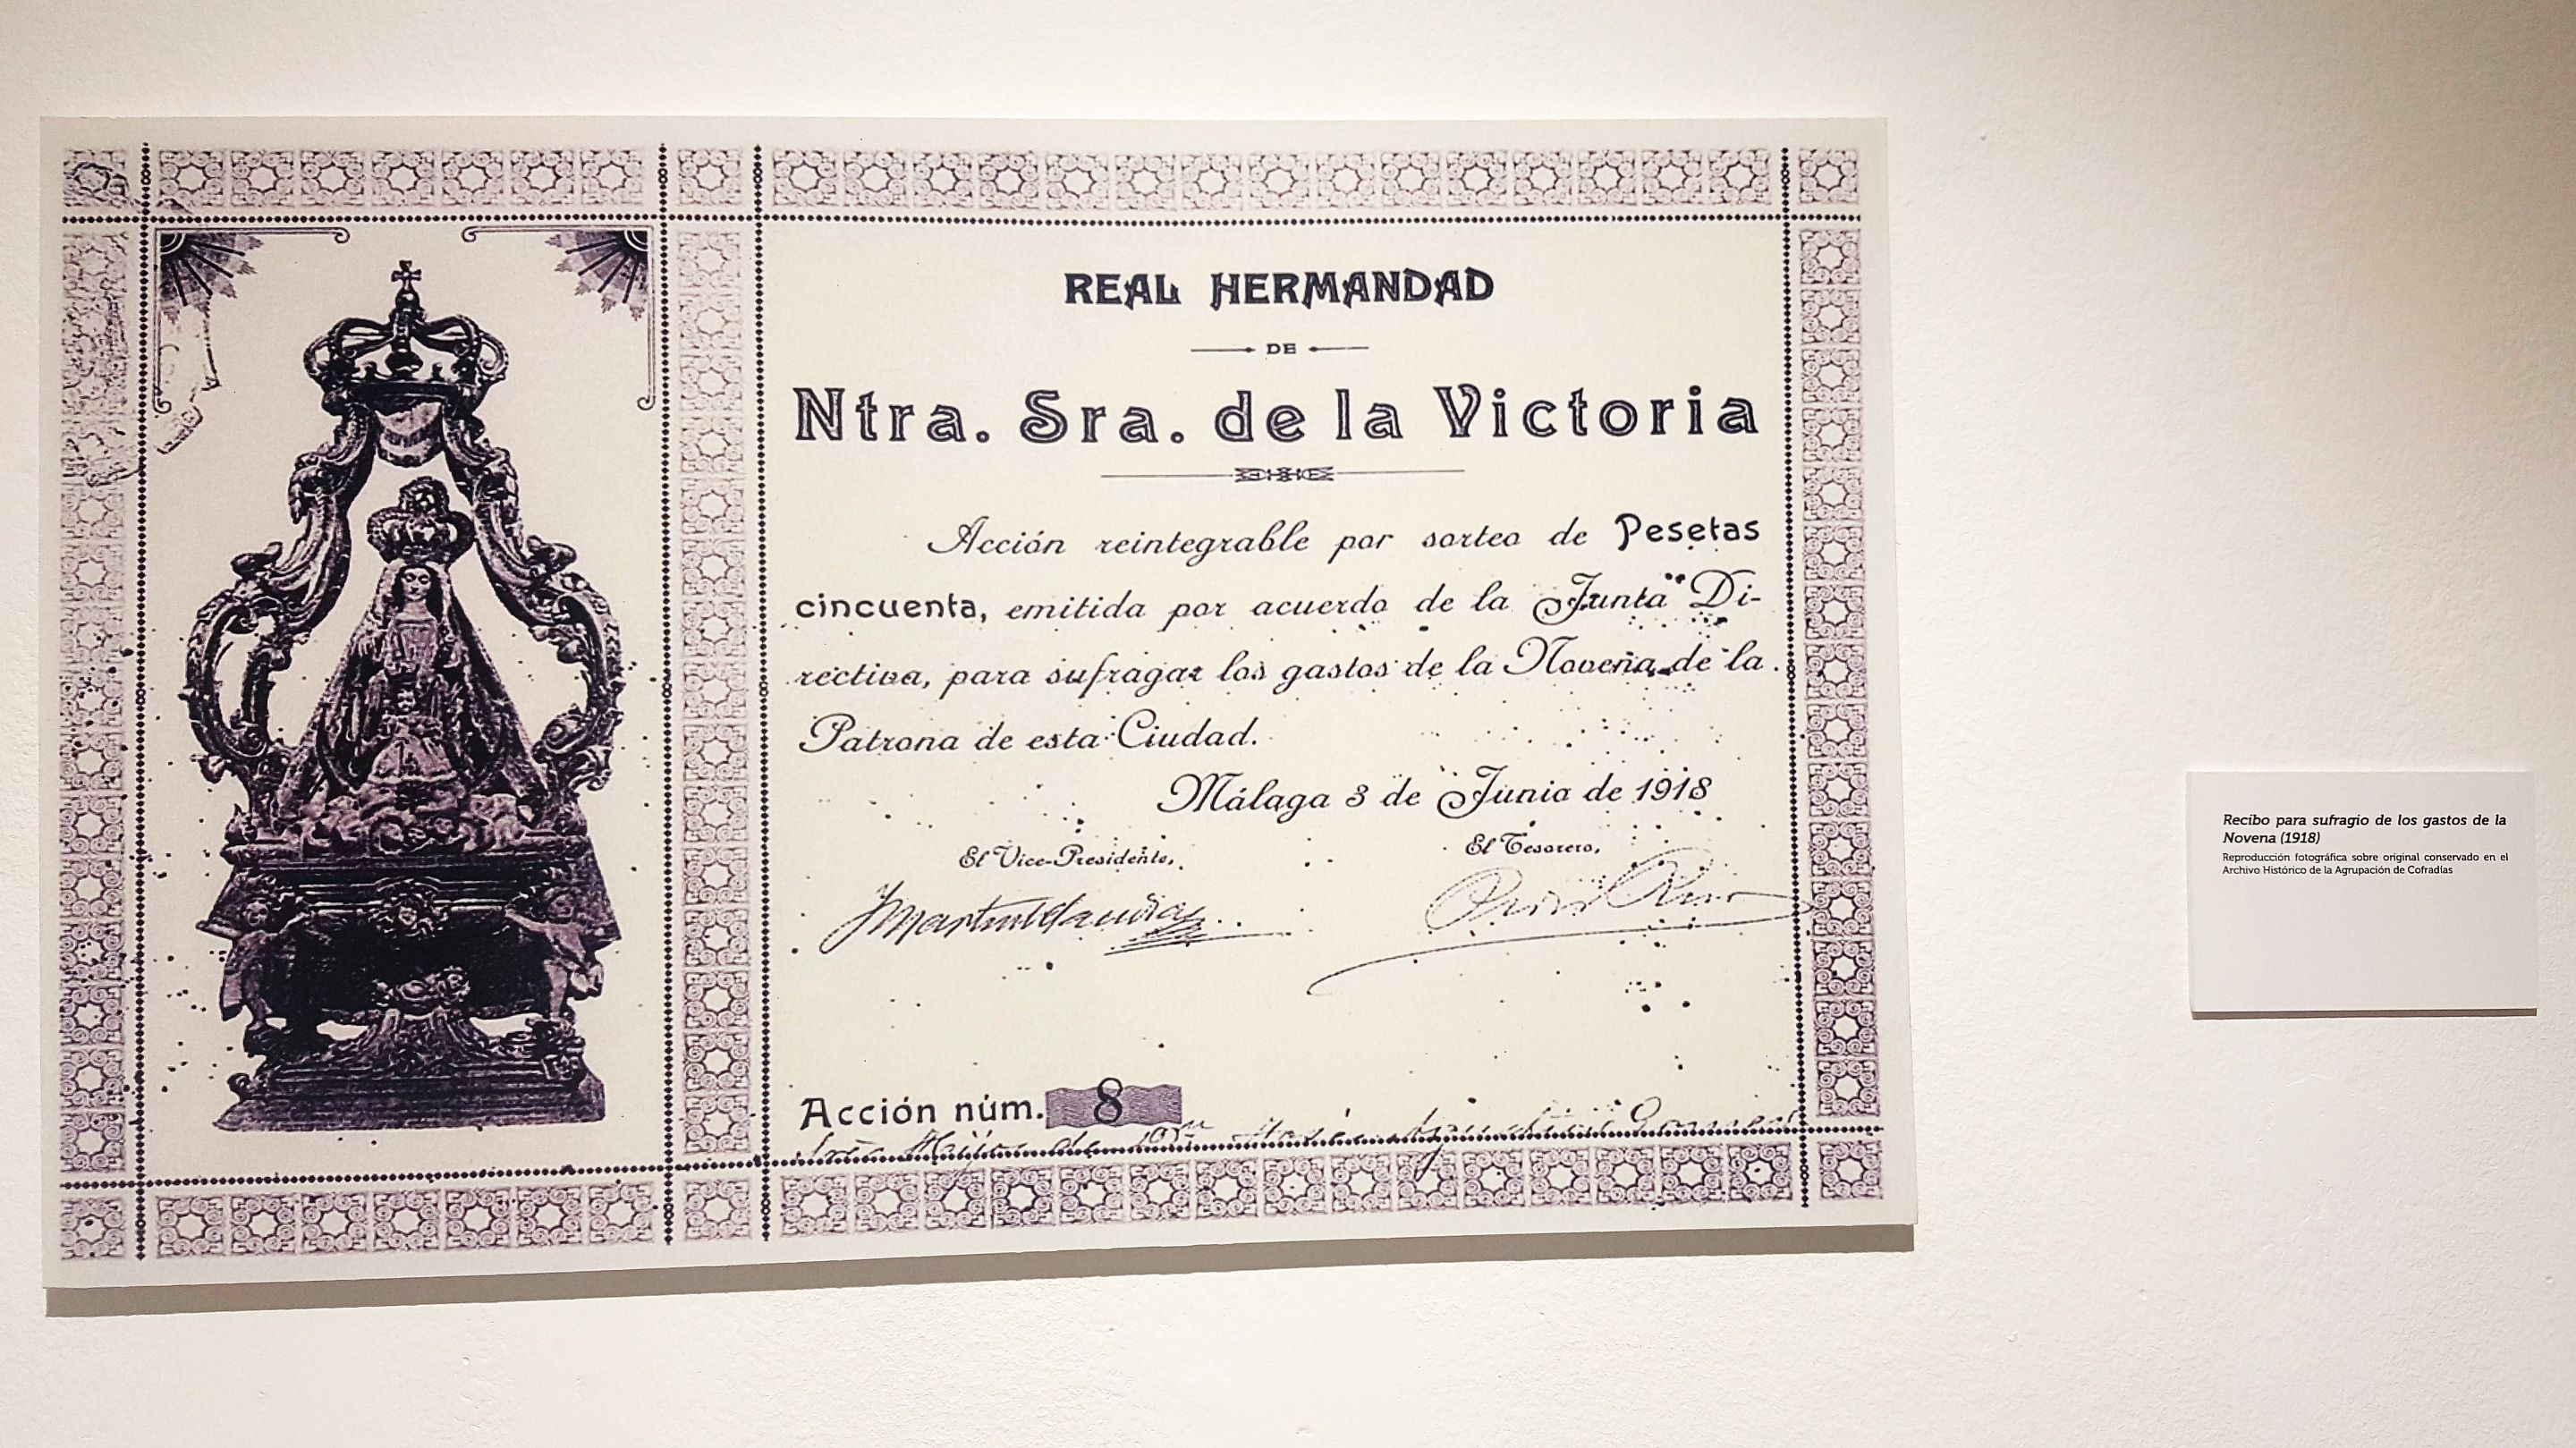 REAL HERMANDAD
DE
Ntra. Sra. de la Victoria
Acción reintegrable por sorteo de Pesetas
cincuenta, emitida por acuerdo de la Junta Di-
rectiva, para sufragar los gastos de la Novena de la
Patrona de esta Ciudad.
Málaga 3 de Junio de 1918
El Vice-Presidente, El Tesorero,
Acción núm. 8
Recibo para sufragio de los gastos de la
Novena (1918)
Reproducción fotográfica sobre original conservado en el
Archivo Histórico de la Agrupación de Cofradías